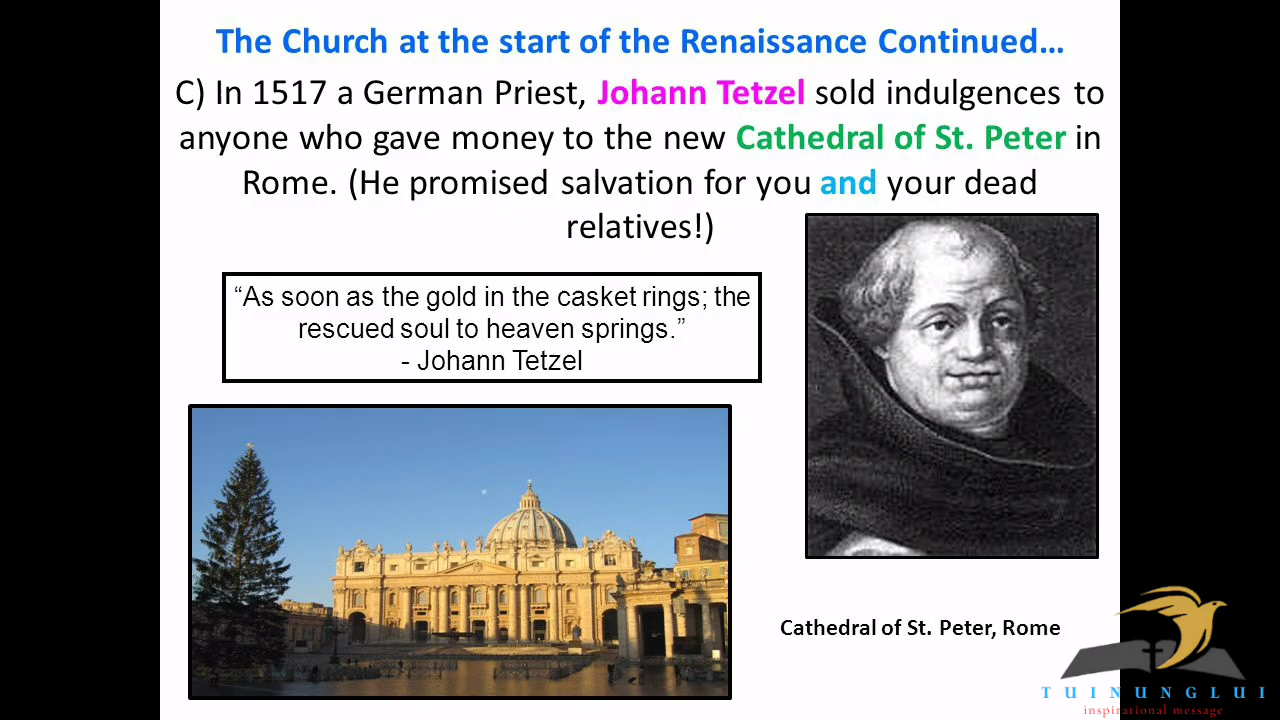 The Church at the start of the Renaissance Continued…
C) In 1517 a German Priest, Johann Tetzel sold indulgences to
anyone who gave money to the new Cathedral of St. Peter in
Rome. (He promised salvation for you and your dead
relatives!)
“As soon as the gold in the casket rings; the
rescued soul to heaven springs.”
- Johann Tetzel
Cathedral of St. Peter, Rome
TUINUNGLUI
inspirational message